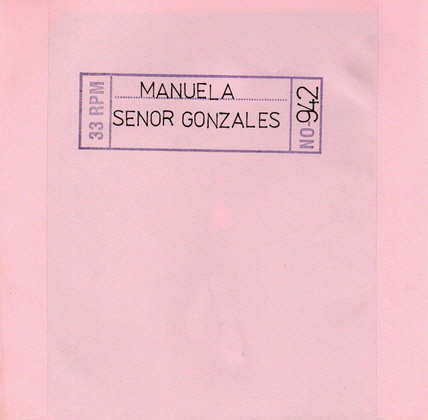 33 RPM
MANUELA
SENOR GONZALES
NO- 942